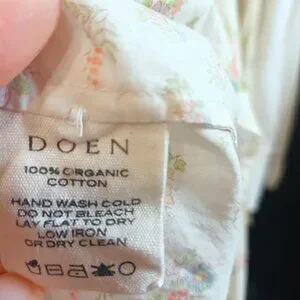 DOEN
100% ORGANIC
COTTON
HAND WASH COLD
DO NOT BLEACH
LAY FLAT TO DRY
LOW IRON
OR DRY CLEAN